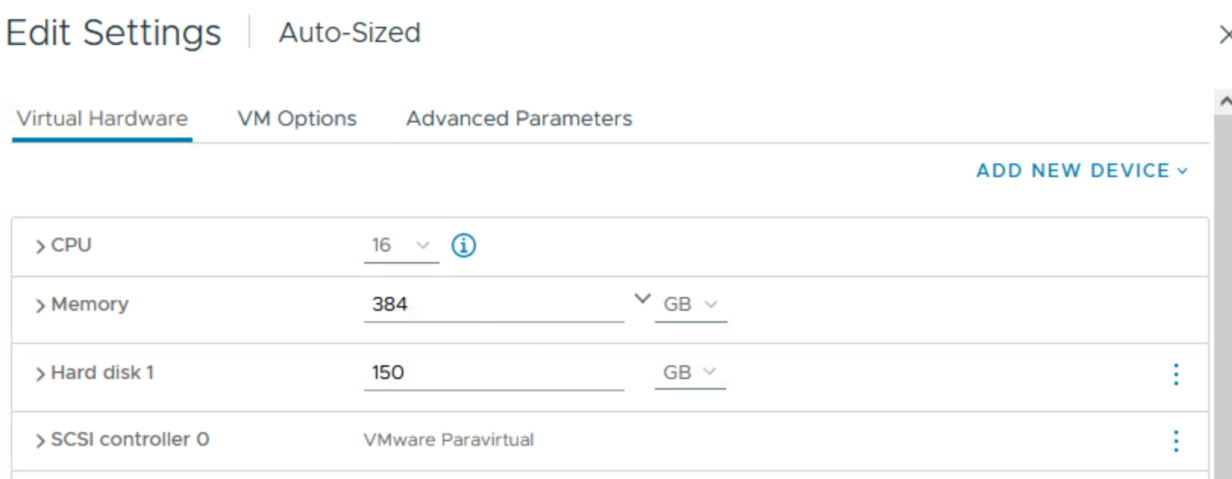 Edit Settings | Auto-Sized
Virtual Hardware VM Options Advanced Parameters
ADD NEW DEVICE
CPU 16
Memory 384 GB
Hard disk 1 150 GB
SCSI controller 0 VMware Paravirtual